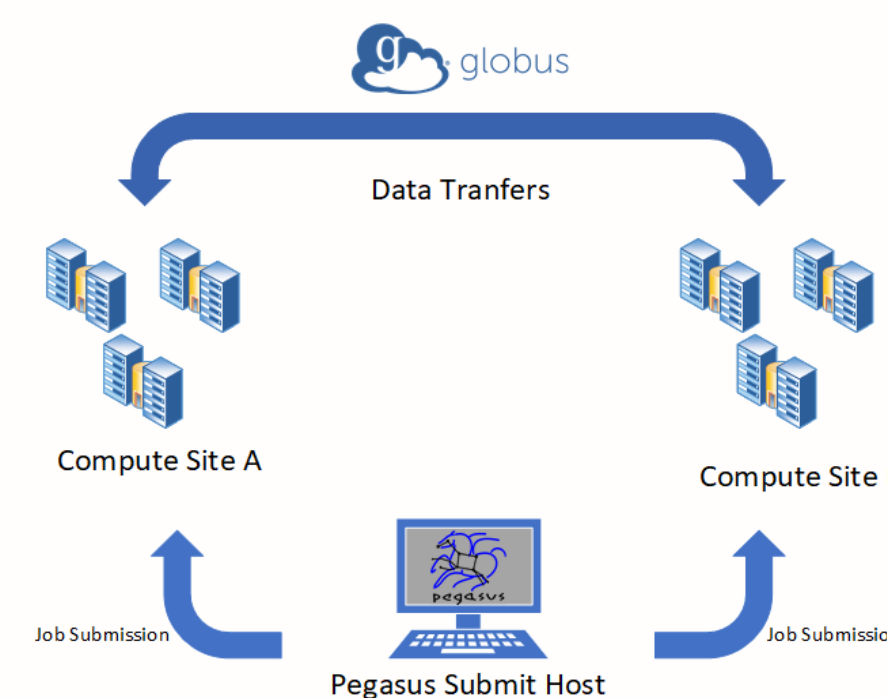 g globus
Data Tranfers
Compute Site A
Compute Site
pegasus
Job Submission
Job Submissio
Pegasus Submit Host